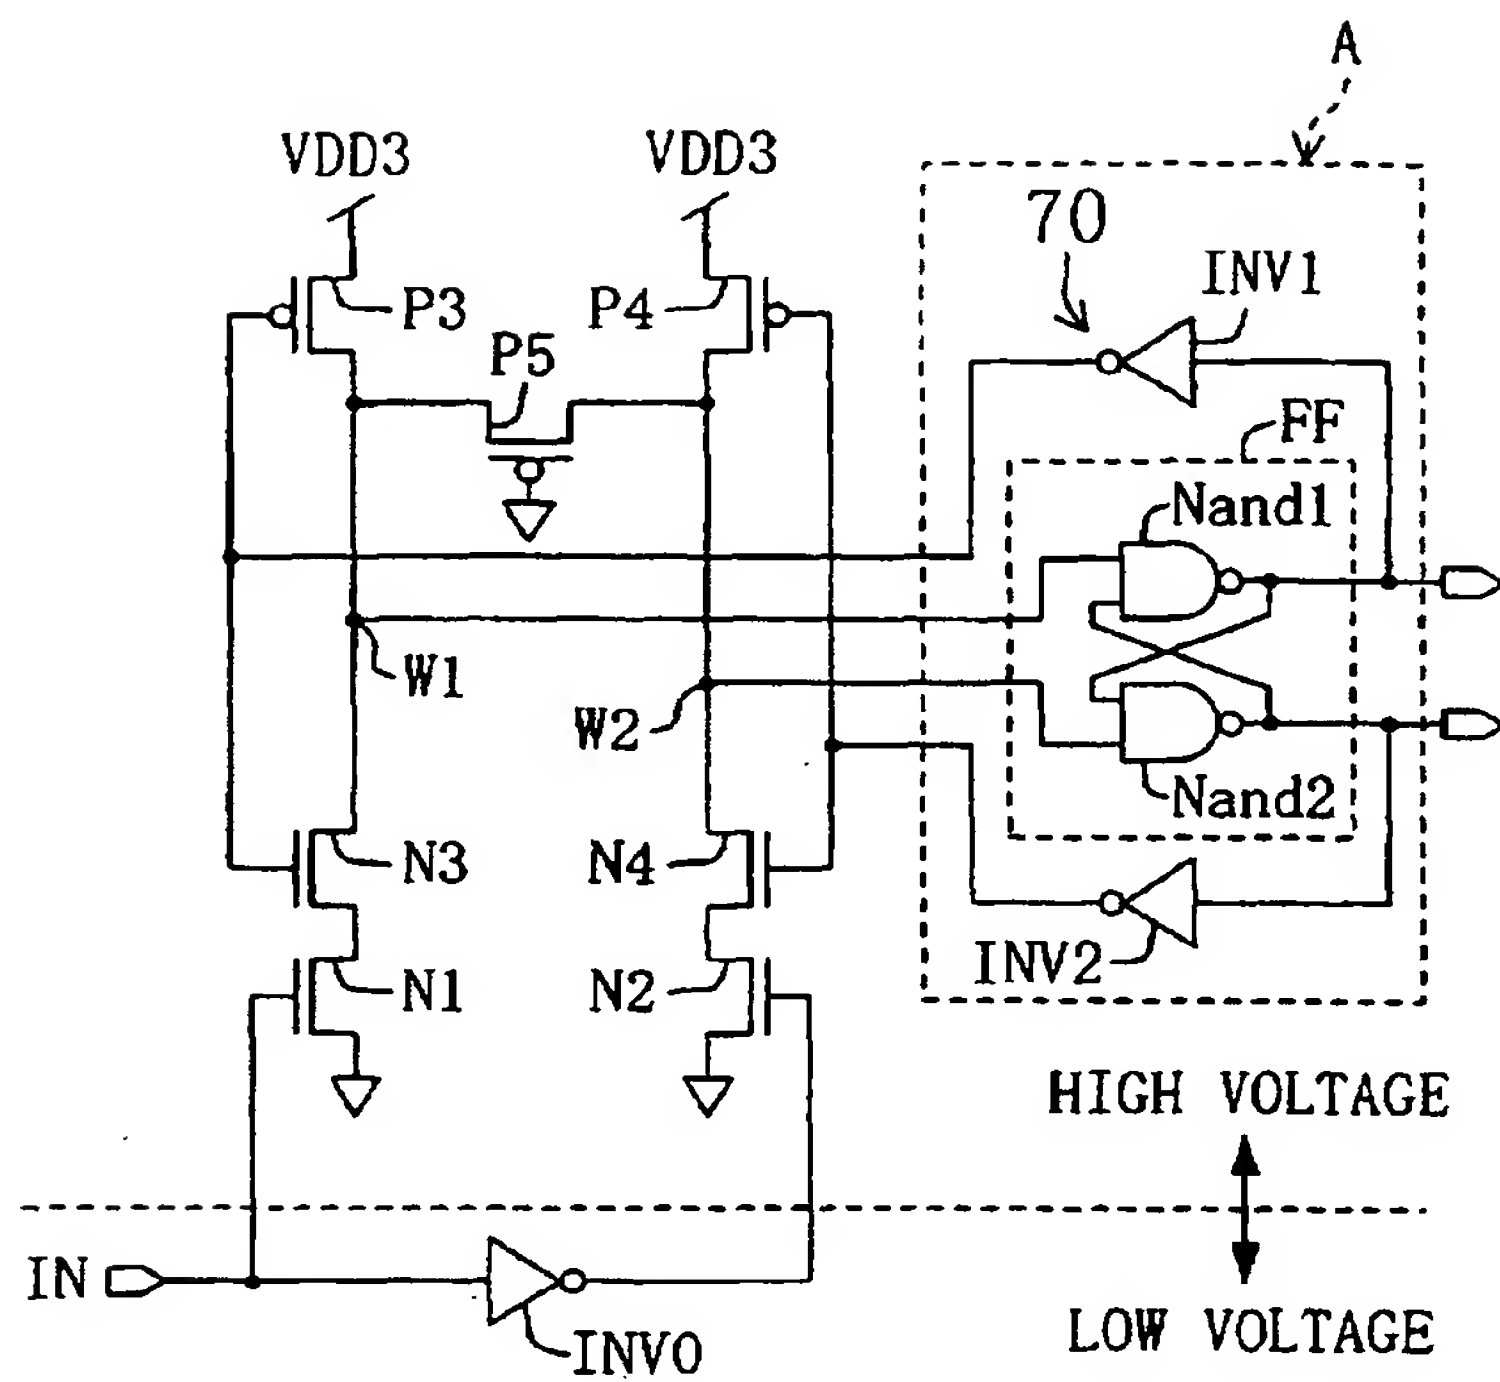 A
VDD3
VDD3
70
INV1
P3
P4
P5
FF
Nand1
W1
W2
Nand2
N3
N4
INV2
N1
N2
HIGH VOLTAGE
IN
INV0
LOW VOLTAGE